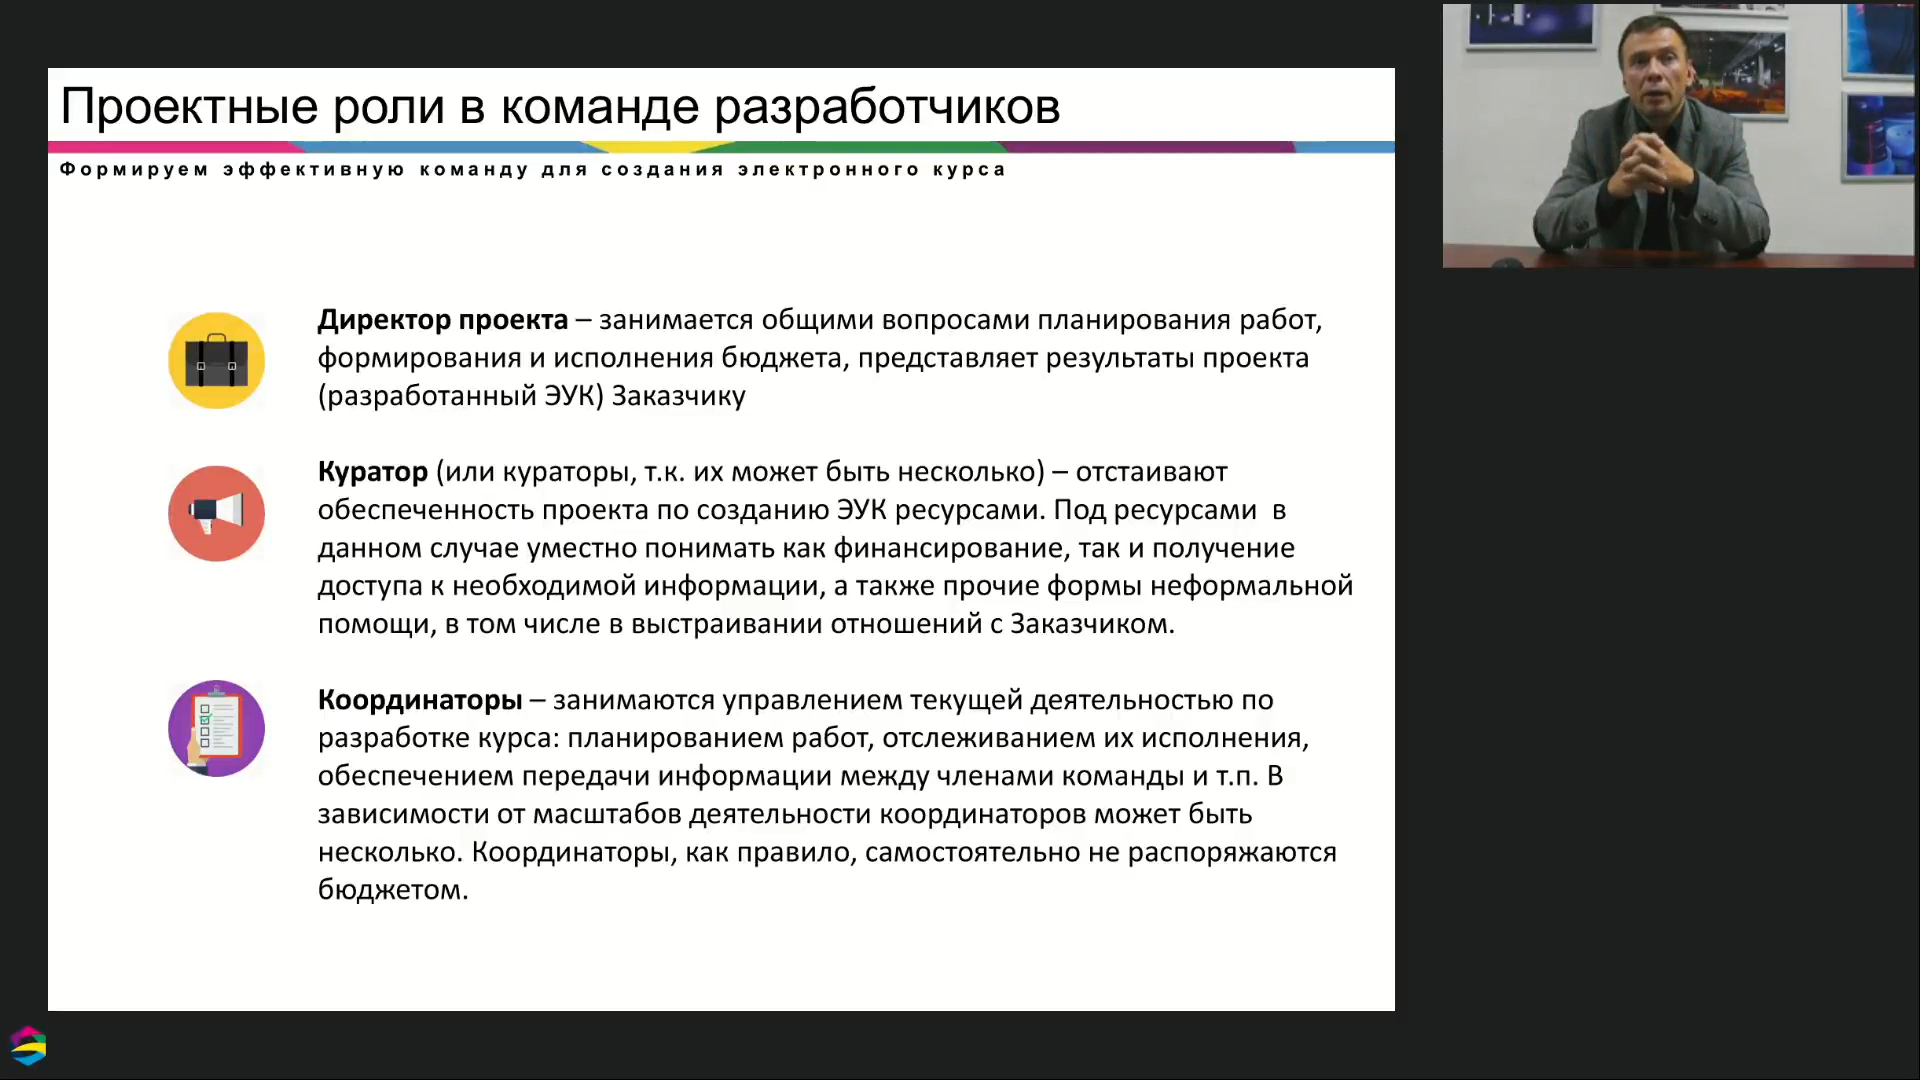 Проектные роли в команде разработчиков
Формируем эффективную команду для создания электронного курса
Директор проекта – занимается общими вопросами планирования работ,
формирования и исполнения бюджета, представляет результаты проекта
(разработанный ЭУК) Заказчику
Куратор (или кураторы, т.к. их может быть несколько) – отстаивают
обеспеченность проекта по созданию ЭУК ресурсами. Под ресурсами  в
данном случае уместно понимать как финансирование, так и получение
доступа к необходимой информации, а также прочие формы неформальной
помощи, в том числе в выстраивании отношений с Заказчиком.
Координаторы – занимаются управлением текущей деятельностью по
разработке курса: планированием работ, отслеживанием их исполнения,
обеспечением передачи информации между членами команды и т.п. В
зависимости от масштабов деятельности координаторов может быть
несколько. Координаторы, как правило, самостоятельно не распоряжаются
бюджетом.